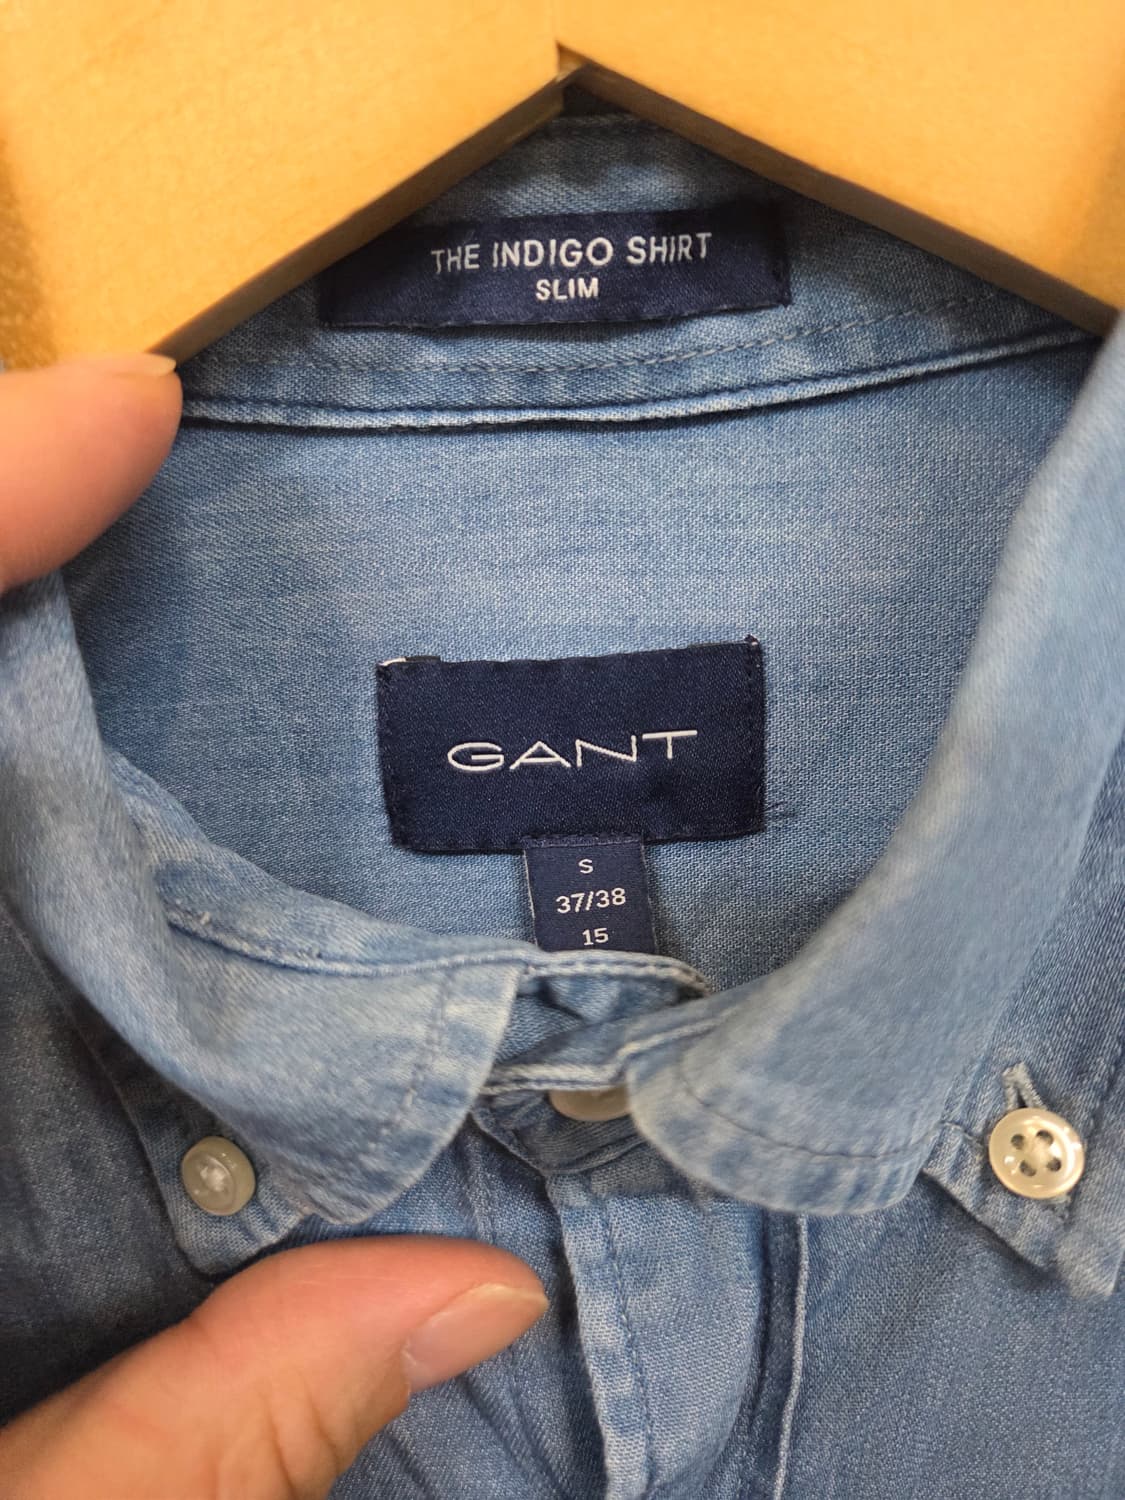 THE INDIGO SHIRT
SLIM
GANT
S
37/38
15